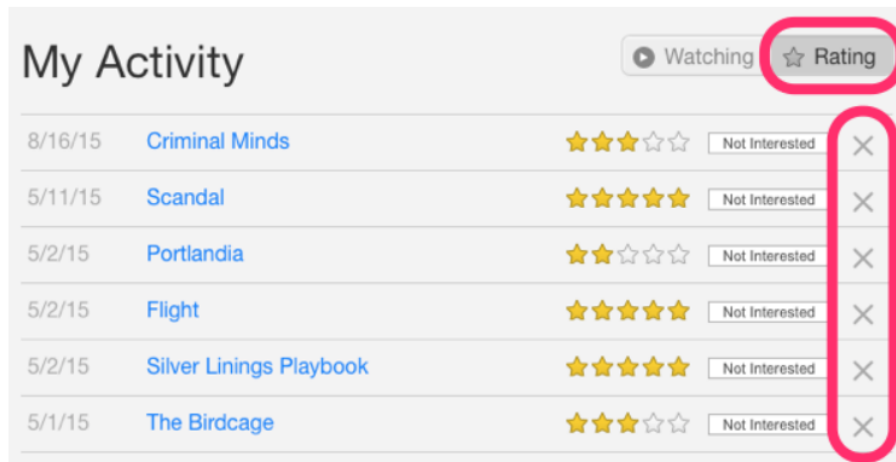 My Activity Watching Rating
8/16/15 Criminal Minds Not Interested
5/11/15 Scandal Not Interested
5/2/15 Portlandia Not Interested
5/2/15 Flight Not Interested
5/2/15 Silver Linings Playbook Not Interested
5/1/15 The Birdcage Not Interested